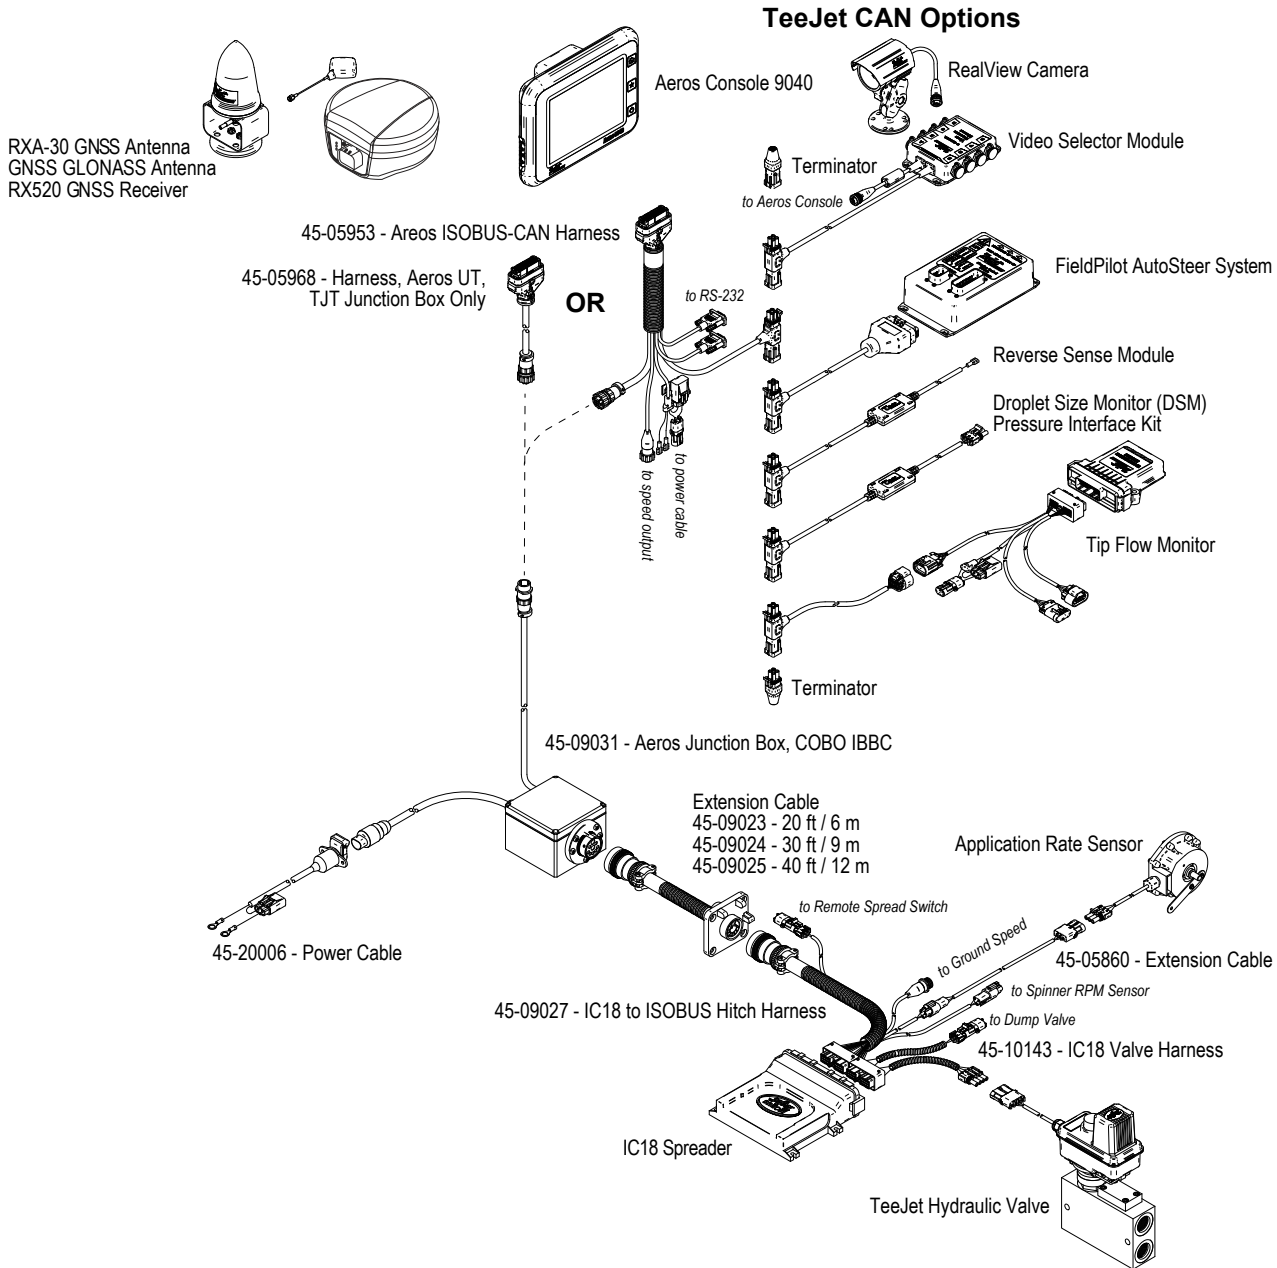 TeeJet CAN Options
Aeros Console 9040
RealView Camera
RXA-30 GNSS Antenna
GNSS GLONASS Antenna
RX520 GNSS Receiver
Terminator
Video Selector Module
to Aeros Console
45-05953 - Areos ISOBUS-CAN Harness
45-05968 - Harness, Aeros UT,
TJT Junction Box Only
OR
to RS-232
FieldPilot AutoSteer System
Reverse Sense Module
Droplet Size Monitor (DSM)
Pressure Interface Kit
to speed output
to power cable
Tip Flow Monitor
Terminator
45-09031 - Aeros Junction Box, COBO IBBC
Extension Cable
45-09023 - 20 ft / 6 m
45-09024 - 30 ft / 9 m
45-09025 - 40 ft / 12 m
Application Rate Sensor
to Remote Spread Switch
to Ground Speed
45-20006 - Power Cable
45-05860 - Extension Cable
to Spinner RPM Sensor
45-09027 - IC18 to ISOBUS Hitch Harness
to Dump Valve
45-10143 - IC18 Valve Harness
IC18 Spreader
TeeJet Hydraulic Valve